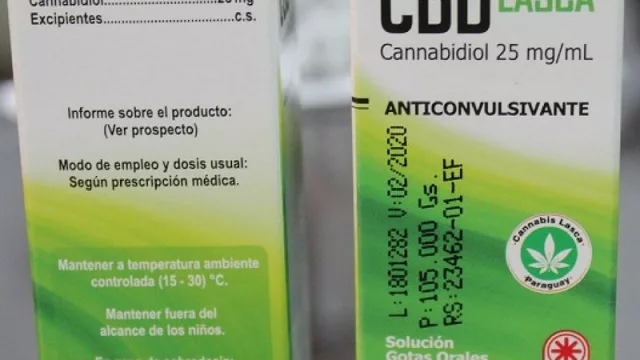 Cannabidiol
Excipientes...............................c.s.
Informe sobre el producto:
(Ver prospecto)
Modo de empleo y dosis usual:
Según prescripción médica.
Mantener a temperatura ambiente
controlada (15 - 30) °C.
Mantener fuera del
alcance de los niños.
CBD LASCA
Cannabidiol 25 mg/mL
ANTICONVULSIVANTE
L:1801282 V:02/2020
P:105.000 Gs.
RS:23462-01-EF
Cannabis Lasca
Paraguay
Solución
Gotas Orales